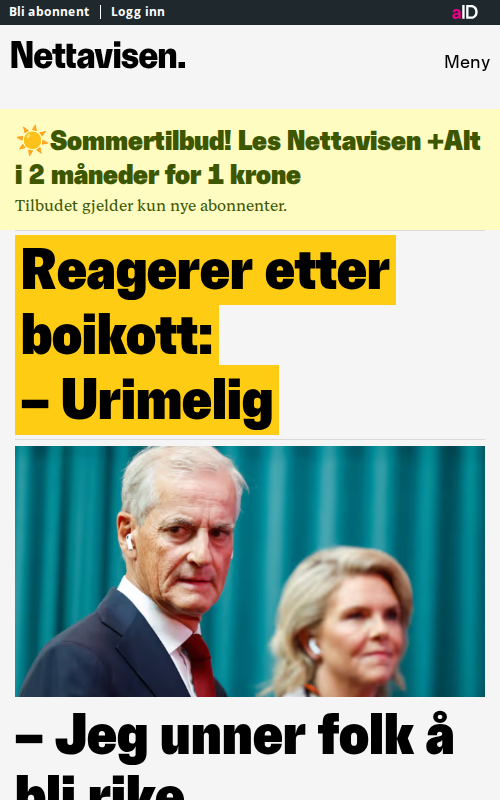 Bli abonnent
Logg inn
aID
Nettavisen.
Meny
☀️Sommertilbud! Les Nettavisen +Alt
i 2 måneder for 1 krone
Tilbudet gjelder kun nye abonnenter.
Reagerer etter
boikott:
– Urimelig
– Jeg unner folk å
bli rike